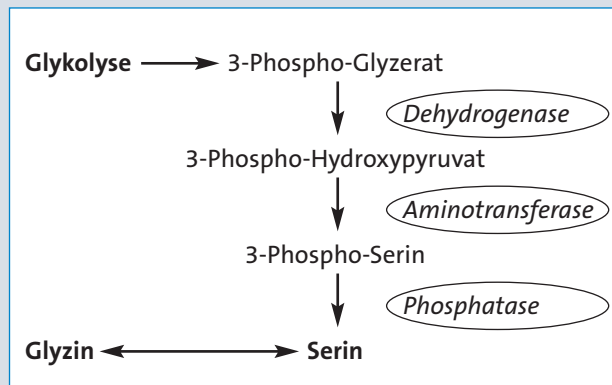 Glykolyse 3-Phospho-Glyzerat
Dehydrogenase
3-Phospho-Hydroxypyruvat
Aminotransferase
3-Phospho-Serin
Phosphatase
Glyzin Serin